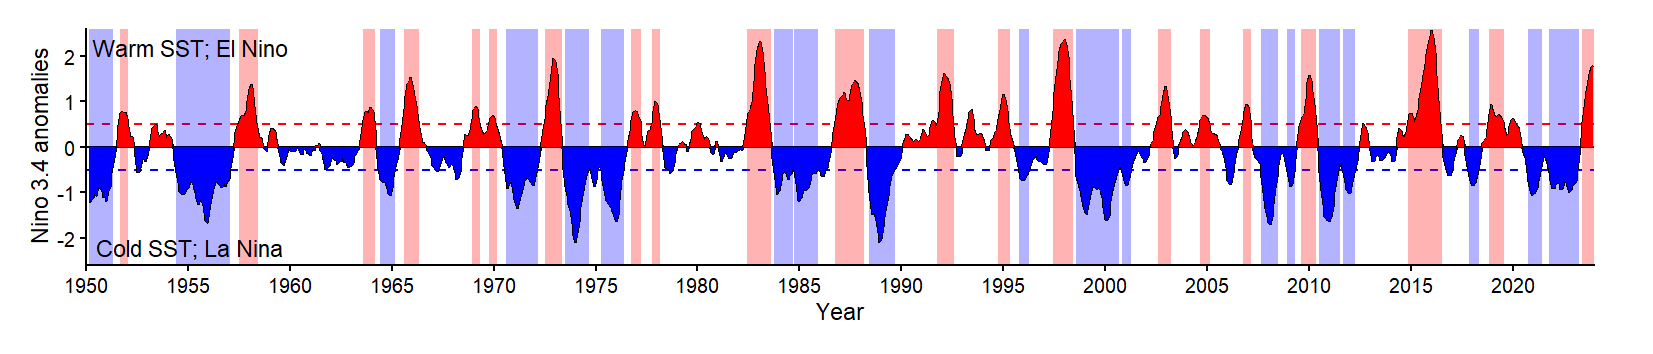 Warm SST; El Nino
Nino 3.4 anomalies
2
1
0
-1
-2
Cold SST; La Nina
1950 1955 1960 1965 1970 1975 1980 1985 1990 1995 2000 2005 2010 2015 2020
Year